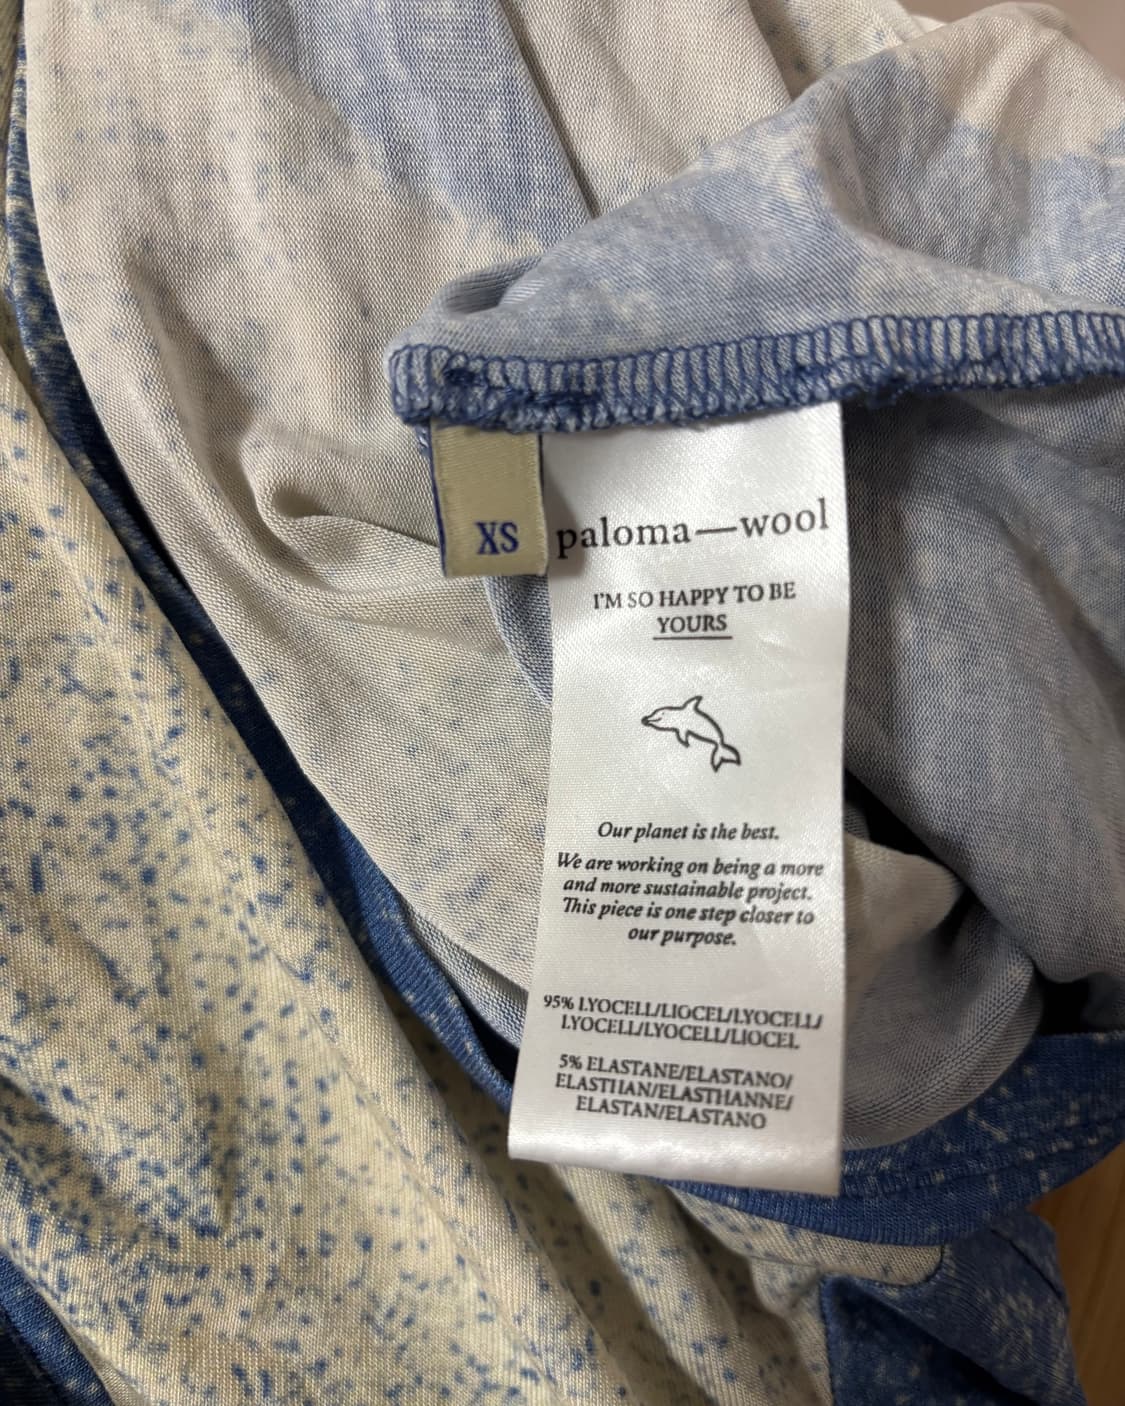 XS
paloma—wool
I'M SO HAPPY TO BE
YOURS
Our planet is the best.
We are working on being a more
and more sustainable project.
This piece is one step closer to
our purpose.
95% LYOCELL/LIOCEL/LYOCELL/
LYOCELL/LYOCELL/LIOCEL
5% ELASTANE/ELASTANO/
ELASTHAN/ELASTHANNE/
ELASTAN/ELASTANO